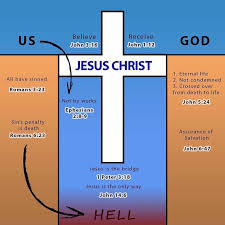 Believe
John 3:16
Receive
John 1:12
US
GOD
JESUS CHRIST
All have sinned
Romans 3:23
1. Eternal life
2. Not condemned
3. Crossed over
from death to life
John 5:24
Not by works
Ephesians
2:8-9
Sin's penalty
is death
Romans 6:23
Assurance of
Salvation
John 6:47
Jesus is the bridge
1 Peter 3:18
Jesus is the only way
John 14:6
HELL